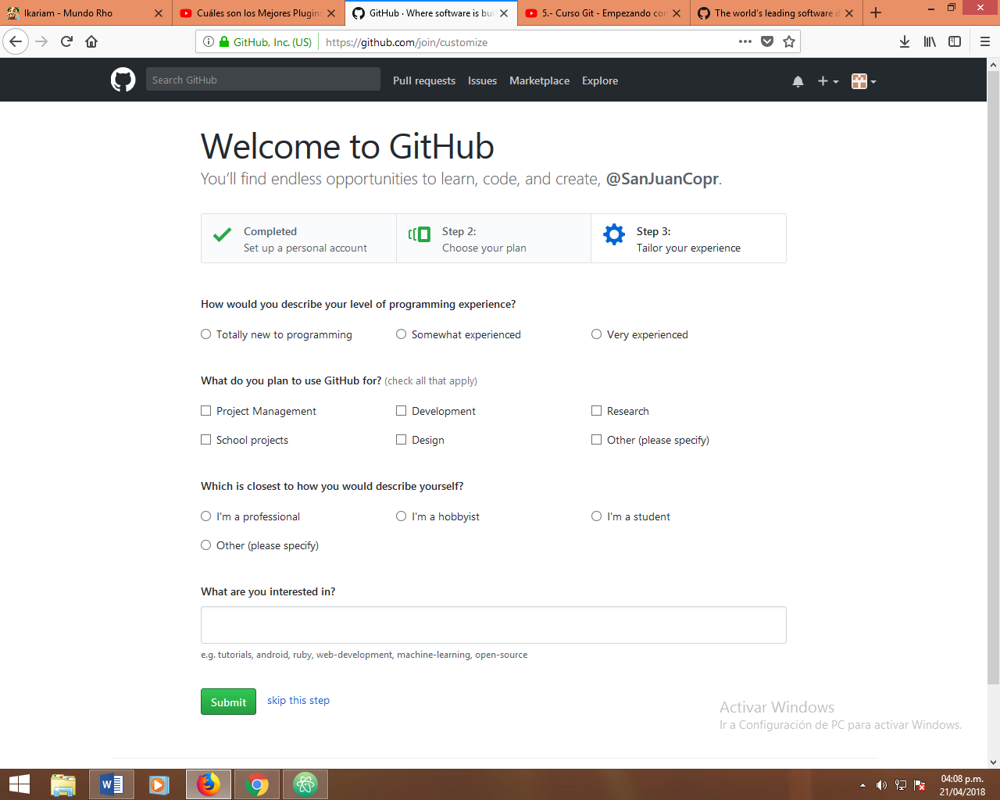 Ikariam - Mundo Rho
Cuáles son los Mejores Plugins
GitHub · Where software is bui
5.- Curso Git - Empezando con
The world's leading software d
GitHub, Inc. (US) https://github.com/join/customize
Search GitHub Pull requests Issues Marketplace Explore
Welcome to GitHub
You'll find endless opportunities to learn, code, and create, @SanJuanCopr.
Completed
Set up a personal account
Step 2:
Choose your plan
Step 3:
Tailor your experience
How would you describe your level of programming experience?
Totally new to programming Somewhat experienced Very experienced
What do you plan to use GitHub for? (check all that apply)
Project Management Development Research
School projects Design Other (please specify)
Which is closest to how you would describe yourself?
I'm a professional I'm a hobbyist I'm a student
Other (please specify)
What are you interested in?
e.g. tutorials, android, ruby, web-development, machine-learning, open-source
Submit skip this step
Activar Windows
Ir a Configuración de PC para activar Windows.
04:08 p.m.
21/04/2018